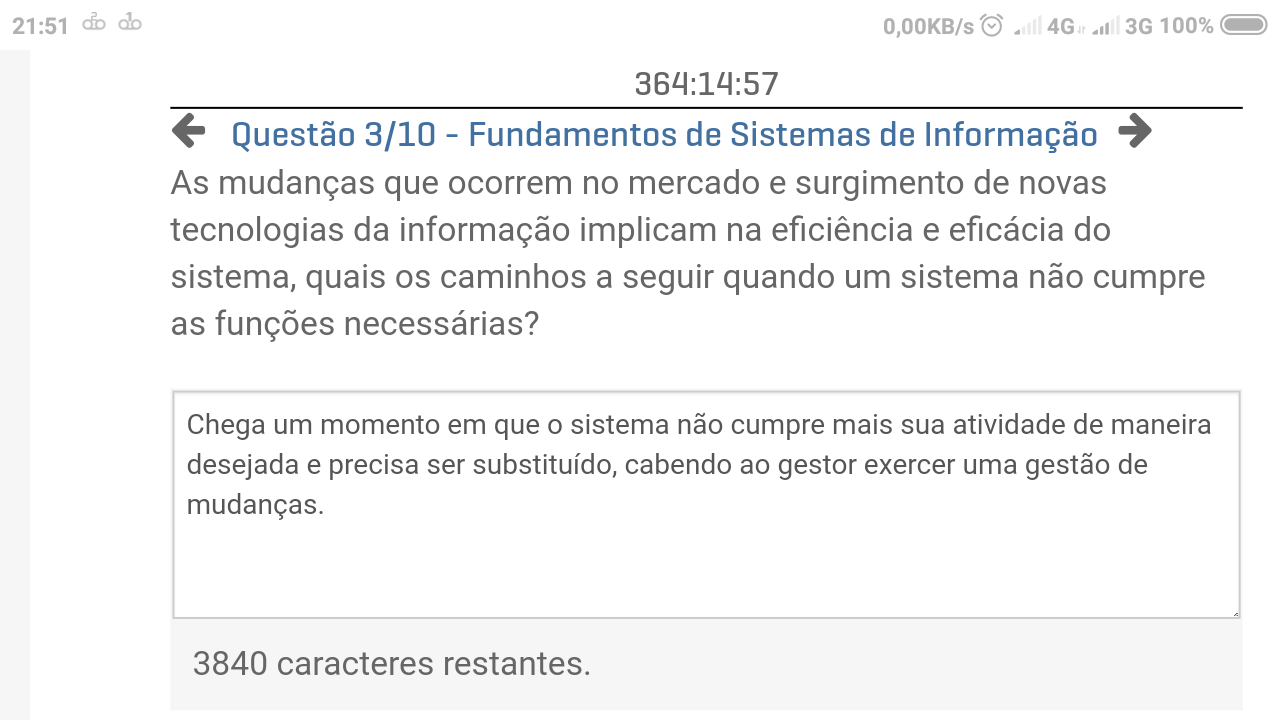 21:51 0,00KB/s 4G 3G 100%
364:14:57
Questão 3/10 - Fundamentos de Sistemas de Informação
As mudanças que ocorrem no mercado e surgimento de novas
tecnologias da informação implicam na eficiência e eficácia do
sistema, quais os caminhos a seguir quando um sistema não cumpre
as funções necessárias?
Chega um momento em que o sistema não cumpre mais sua atividade de maneira
desejada e precisa ser substituído, cabendo ao gestor exercer uma gestão de
mudanças.
3840 caracteres restantes.